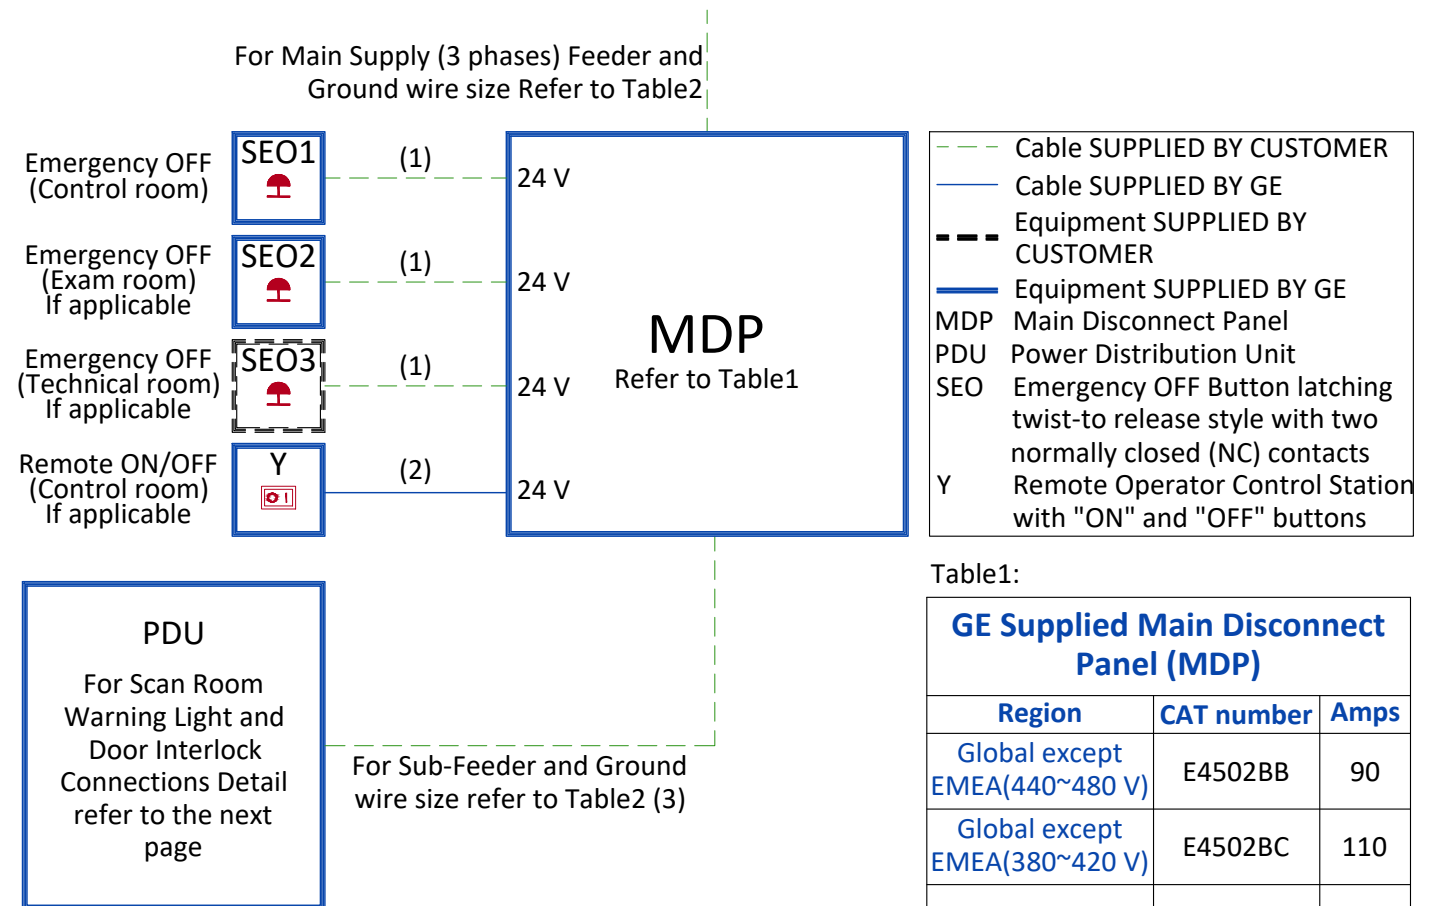 For Main Supply (3 phases) Feeder and
Ground wire size Refer to Table2
Emergency OFF
(Control room)
SEO1
(1)
24 V
Emergency OFF
(Exam room)
If applicable
SEO2
(1)
24 V
Emergency OFF
(Technical room)
If applicable
SEO3
(1)
24 V
Remote ON/OFF
(Control room)
If applicable
Y
(2)
24 V
MDP
Refer to Table1
Cable SUPPLIED BY CUSTOMER
Cable SUPPLIED BY GE
Equipment SUPPLIED BY
CUSTOMER
Equipment SUPPLIED BY GE
MDP Main Disconnect Panel
PDU Power Distribution Unit
SEO Emergency OFF Button latching
twist-to release style with two
normally closed (NC) contacts
Y Remote Operator Control Station
with "ON" and "OFF" buttons
PDU
For Scan Room
Warning Light and
Door Interlock
Connections Detail
refer to the next
page
For Sub-Feeder and Ground
wire size refer to Table2 (3)
Table1:
GE Supplied Main Disconnect
Panel (MDP)
Region CAT number Amps
Global except
EMEA(440~480 V) E4502BB 90
Global except
EMEA(380~420 V) E4502BC 110